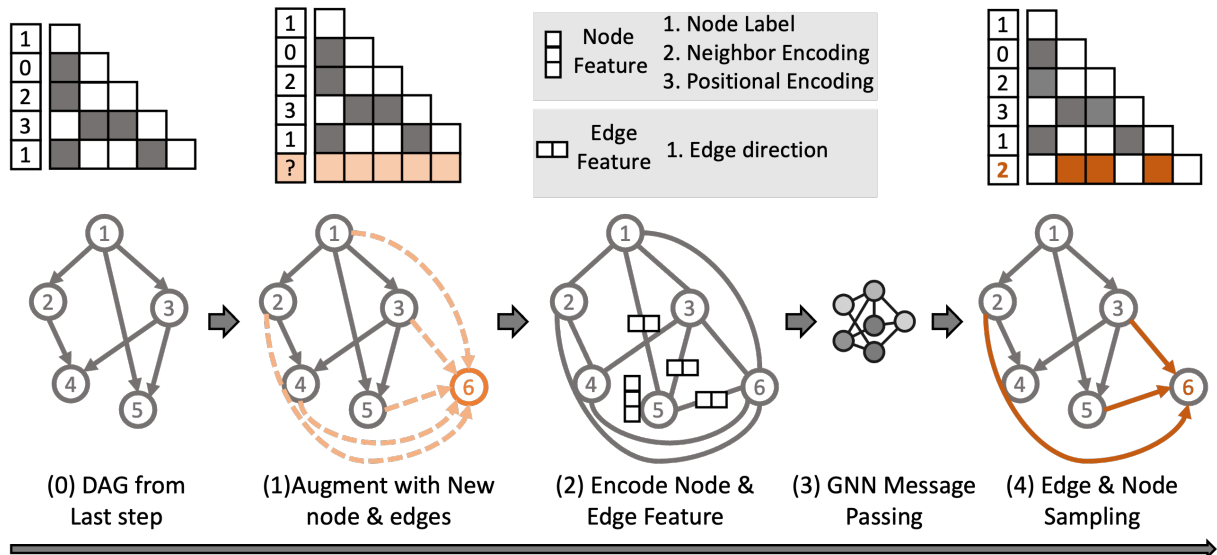 1
0
2
3
1
1
0
2
3
1
?
Node
Feature
1. Node Label
2. Neighbor Encoding
3. Positional Encoding
Edge
Feature
1. Edge direction
1
0
2
3
1
2
1
2
3
4
5
1
2
3
4
5
6
1
2
3
4
5
6
1
2
3
4
5
6
(0) DAG from
Last step
(1)Augment with New
node & edges
(2) Encode Node &
Edge Feature
(3) GNN Message
Passing
(4) Edge & Node
Sampling